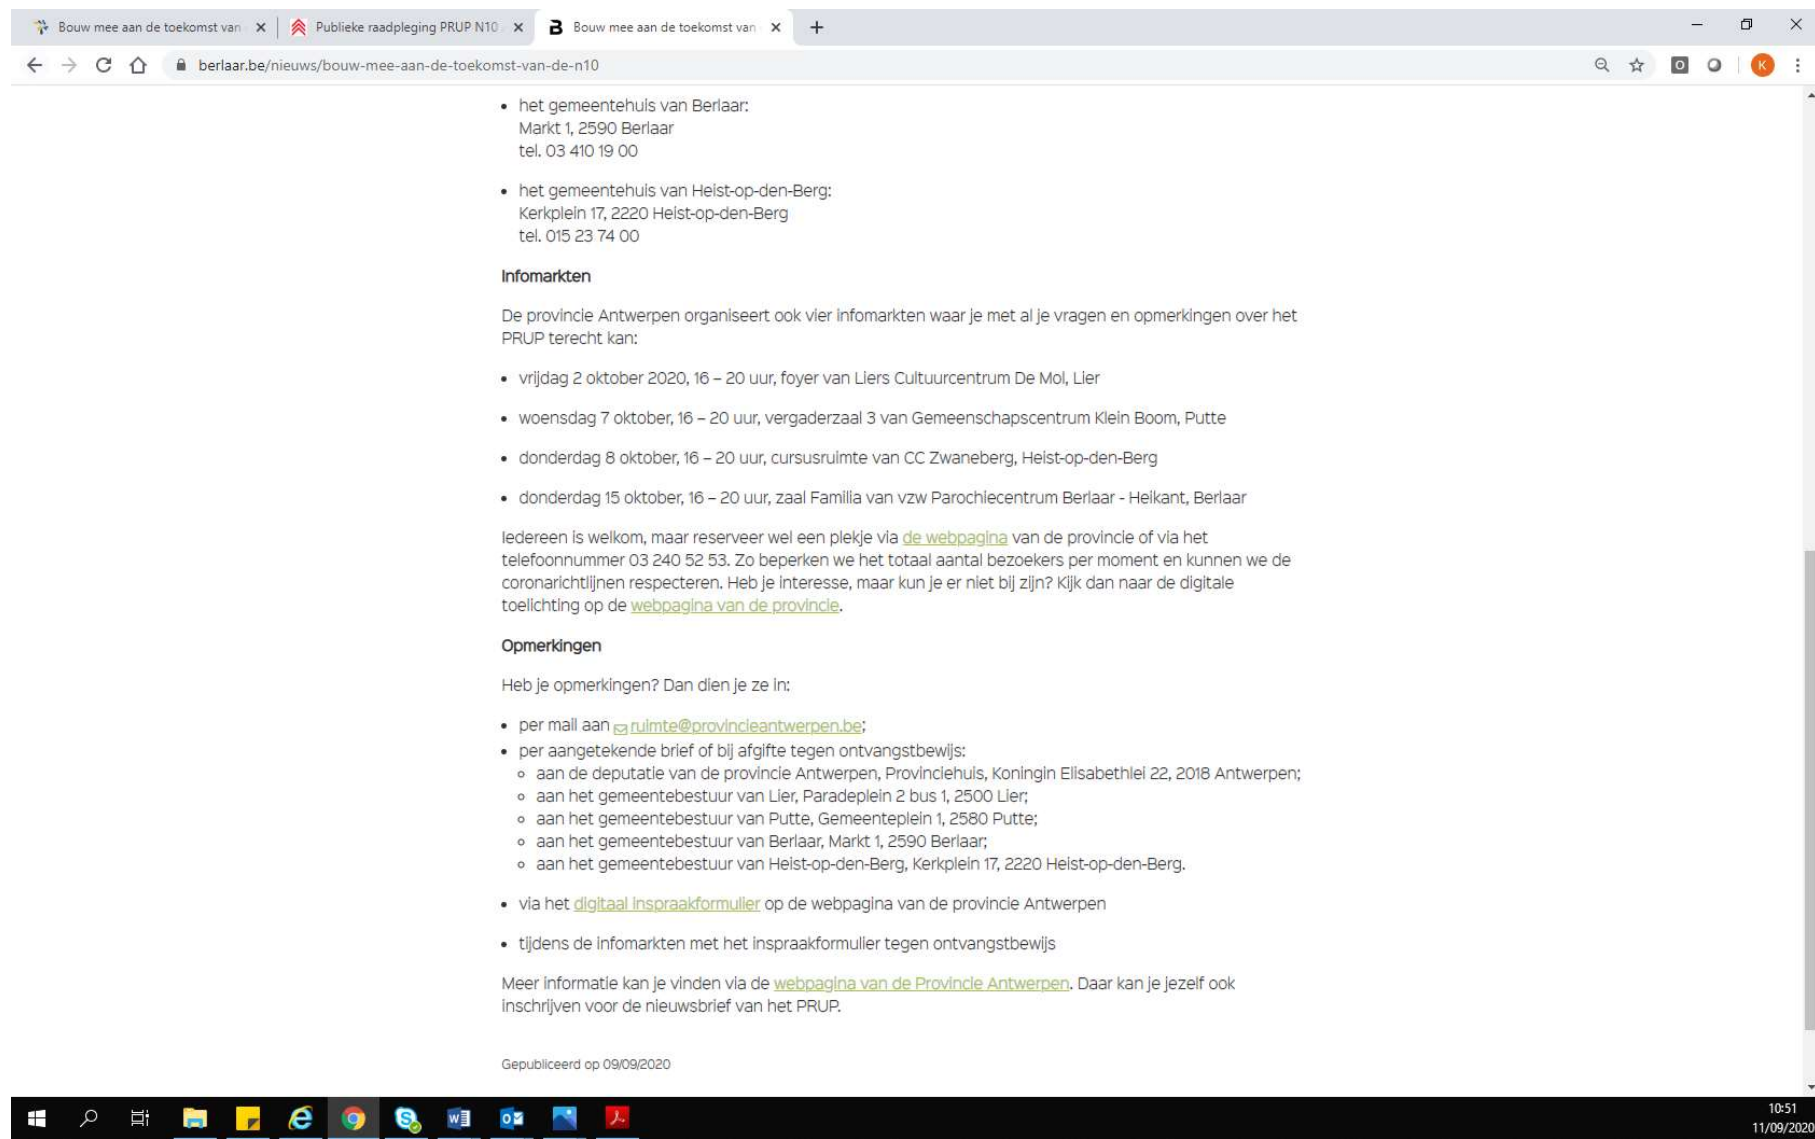 Bouw mee aan de toekomst van
Publieke raadpleging PRUP N10
Bouw mee aan de toekomst van
berlaar.be/nieuws/bouw-mee-aan-de-toekomst-van-de-n10
K
• het gemeentehuis van Berlaar:
Markt 1, 2590 Berlaar
tel. 03 410 19 00
• het gemeentehuis van Heist-op-den-Berg:
Kerkplein 17, 2220 Heist-op-den-Berg
tel. 015 23 74 00
Infomarkten
De provincie Antwerpen organiseert ook vier infomarkten waar je met al je vragen en opmerkingen over het
PRUP terecht kan:
• vrijdag 2 oktober 2020, 16 – 20 uur, foyer van Liers Cultuurcentrum De Mol, Lier
• woensdag 7 oktober, 16 – 20 uur, vergaderzaal 3 van Gemeenschapscentrum Klein Boom, Putte
• donderdag 8 oktober, 16 – 20 uur, cursusruimte van CC Zwaneberg, Heist-op-den-Berg
• donderdag 15 oktober, 16 – 20 uur, zaal Familia van vzw Parochiecentrum Berlaar - Heikant, Berlaar
Iedereen is welkom, maar reserveer wel een plekje via de webpagina van de provincie of via het
telefoonnummer 03 240 52 53. Zo beperken we het totaal aantal bezoekers per moment en kunnen we de
coronarichtlijnen respecteren. Heb je interesse, maar kun je er niet bij zijn? Kijk dan naar de digitale
toelichting op de webpagina van de provincie.
Opmerkingen
Heb je opmerkingen? Dan dien je ze in:
• per mail aan ruimte@provincieantwerpen.be;
• per aangetekende brief of bij afgifte tegen ontvangstbewijs:
aan de deputatie van de provincie Antwerpen, Provinciehuis, Koningin Elisabethlei 22, 2018 Antwerpen;
aan het gemeentebestuur van Lier, Paradeplein 2 bus 1, 2500 Lier;
aan het gemeentebestuur van Putte, Gemeenteplein 1, 2580 Putte;
aan het gemeentebestuur van Berlaar, Markt 1, 2590 Berlaar;
aan het gemeentebestuur van Heist-op-den-Berg, Kerkplein 17, 2220 Heist-op-den-Berg.
• via het digitaal inspraakformulier op de webpagina van de provincie Antwerpen
• tijdens de infomarkten met het inspraakformulier tegen ontvangstbewijs
Meer informatie kan je vinden via de webpagina van de Provincie Antwerpen. Daar kan je jezelf ook
inschrijven voor de nieuwsbrief van het PRUP.
Gepubliceerd op 09/09/2020
10:51
11/09/2020